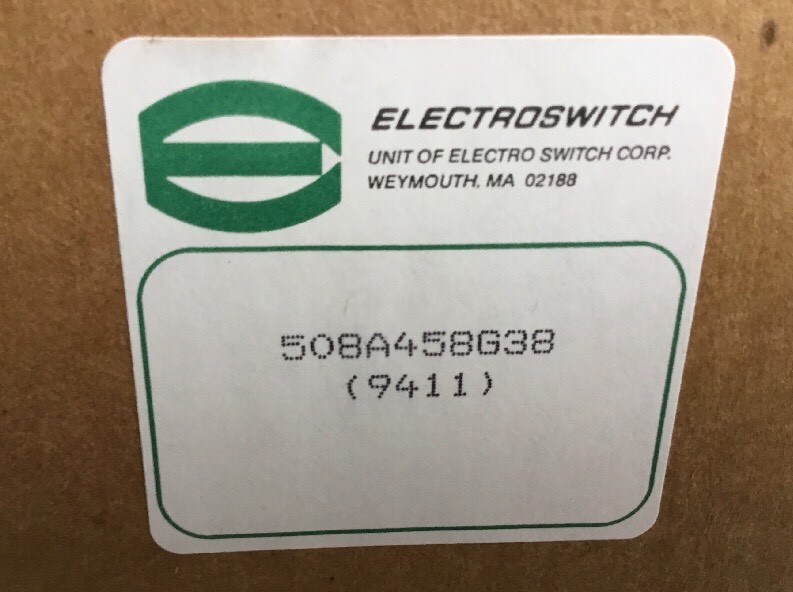 ELECTROSWITCH
UNIT OF ELECTRO SWITCH CORP.
WEYMOUTH, MA 02188
508A458G38
(9411)